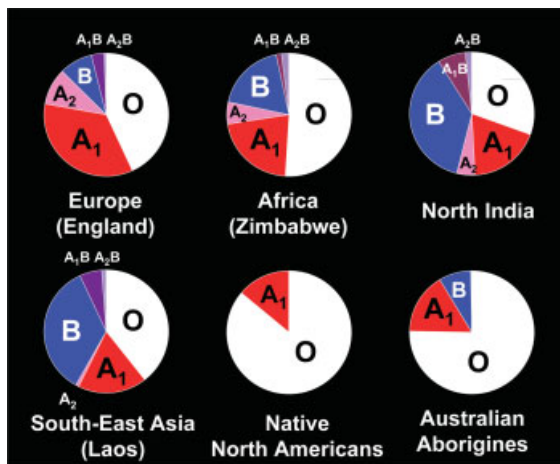 A₁B A₂B
B
A₂
O
A₁
Europe
(England)
A₁B A₂B
B
A₂
O
A₁
Africa
(Zimbabwe)
A₂B
A₁B
O
B
A₁
A₂
North India
A₁B A₂B
B
O
A₁
A₂
South-East Asia
(Laos)
A₁
O
Native
North Americans
B
A₁
O
Australian
Aborigines